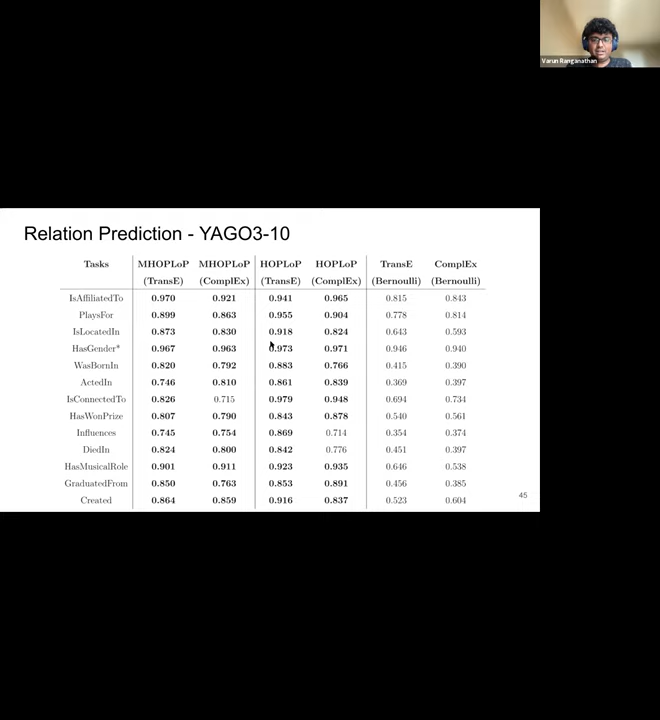 Varun Ranganathan
Relation Prediction - YAGO3-10
Tasks MHOPLoP MHOPLoP HOPLoP HOPLoP TransE ComplEx
(TransE) (ComplEx) (TransE) (ComplEx) (Bernoulli) (Bernoulli)
IsAffiliatedTo 0.970 0.921 0.941 0.965 0.815 0.843
PlaysFor 0.899 0.863 0.955 0.904 0.778 0.814
IsLocatedIn 0.873 0.830 0.918 0.824 0.643 0.593
HasGender* 0.967 0.963 0.973 0.971 0.946 0.940
WasBornIn 0.820 0.792 0.883 0.766 0.415 0.390
ActedIn 0.746 0.810 0.861 0.839 0.369 0.397
IsConnectedTo 0.826 0.715 0.979 0.948 0.694 0.734
HasWonPrize 0.807 0.790 0.843 0.878 0.540 0.561
Influences 0.745 0.754 0.869 0.714 0.354 0.374
DiedIn 0.824 0.800 0.842 0.776 0.451 0.397
HasMusicalRole 0.901 0.911 0.923 0.935 0.646 0.538
GraduatedFrom 0.850 0.763 0.853 0.891 0.456 0.385
Created 0.864 0.859 0.916 0.837 0.523 0.604
45